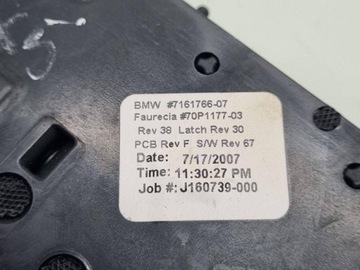 BMW #7161766-07
Faurecia #70P1177-03
Rev 38 Latch Rev 30
PCB Rev F S/W Rev 67
Date: 7/17/2007
Time: 11:30:27 PM
Job #: J160739-000